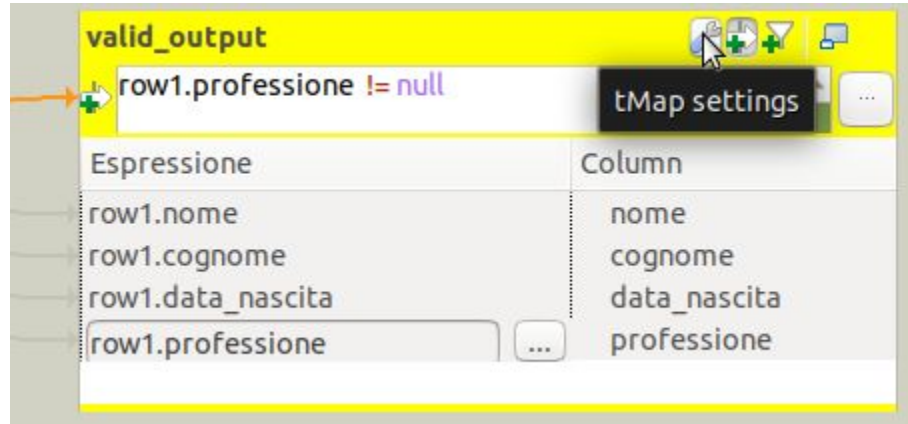 valid_output
row1.professione != null
tMap settings
...
Espressione Column
row1.nome nome
row1.cognome cognome
row1.data_nascita data_nascita
row1.professione ... professione